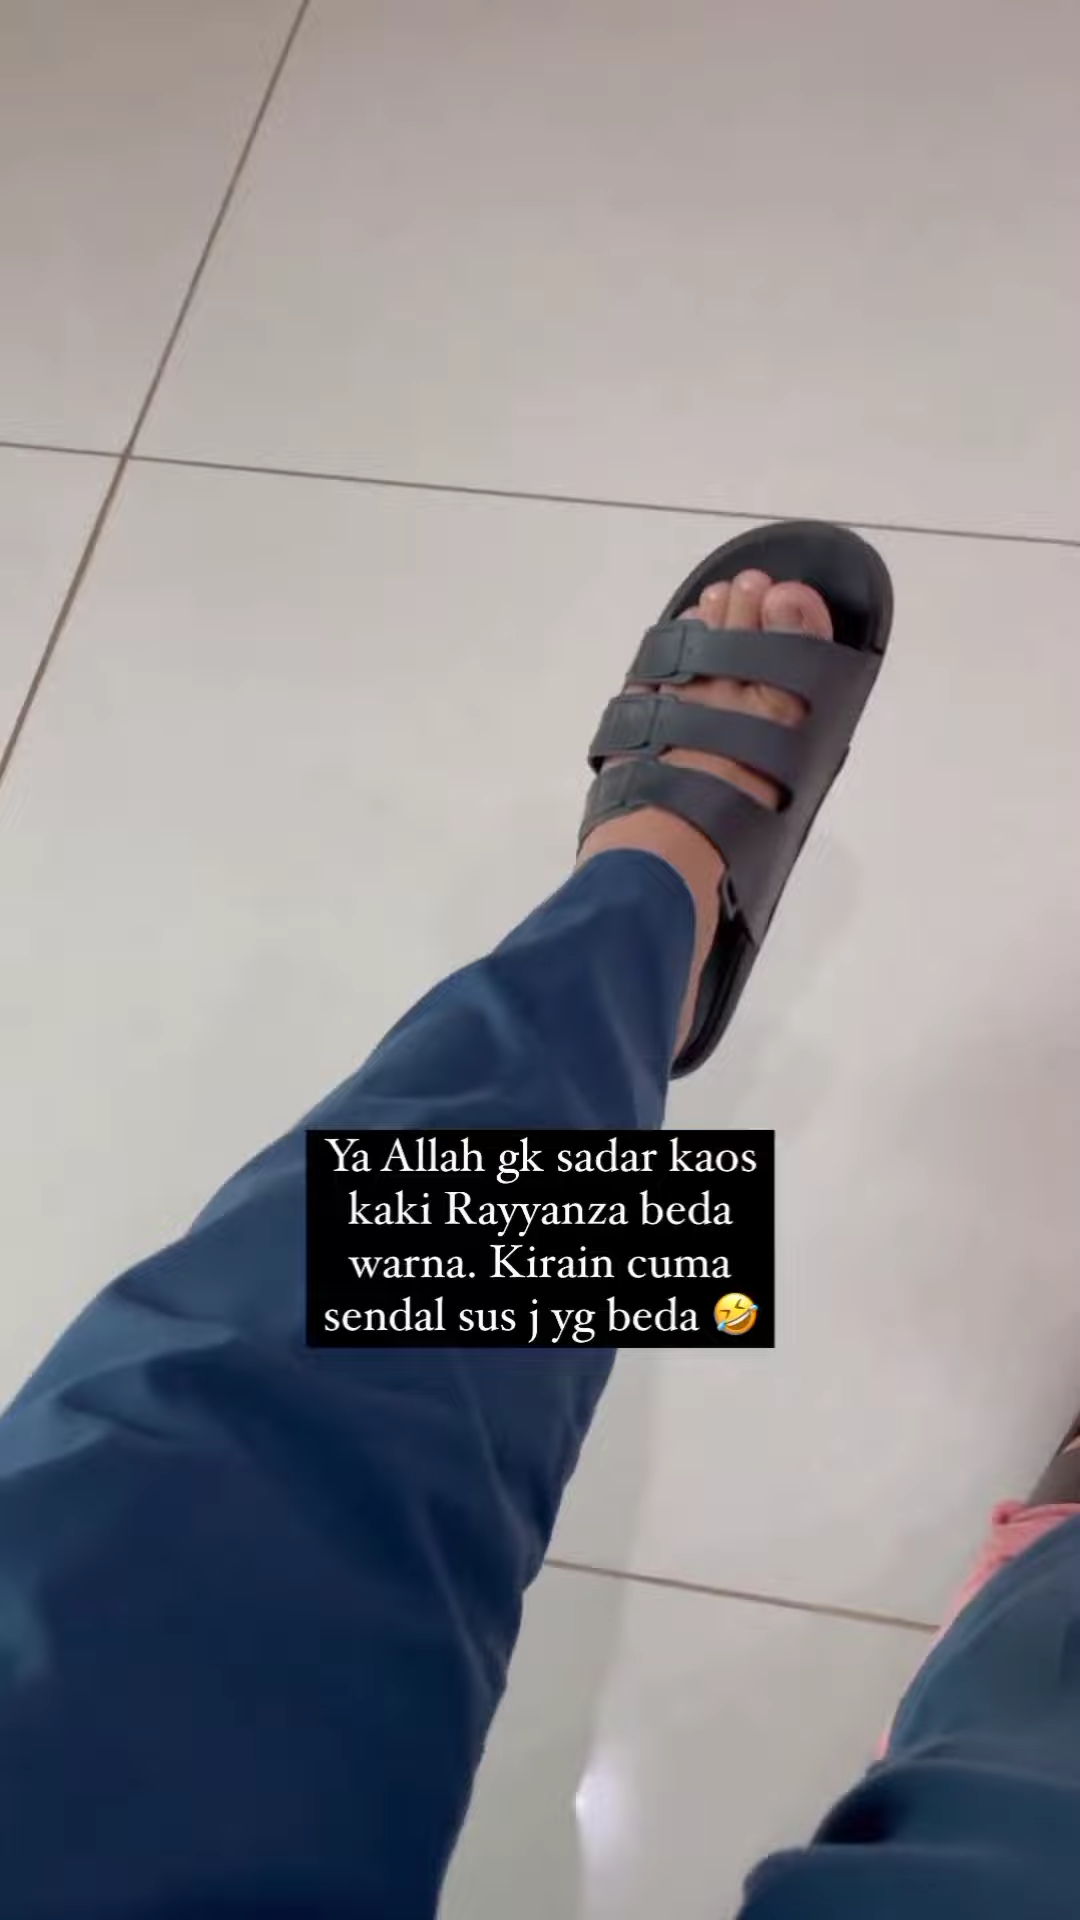 Ya Allah gk sadar kaos
kaki Rayyanza beda
warna. Kirain cuma
sendal sus j yg beda 🤣